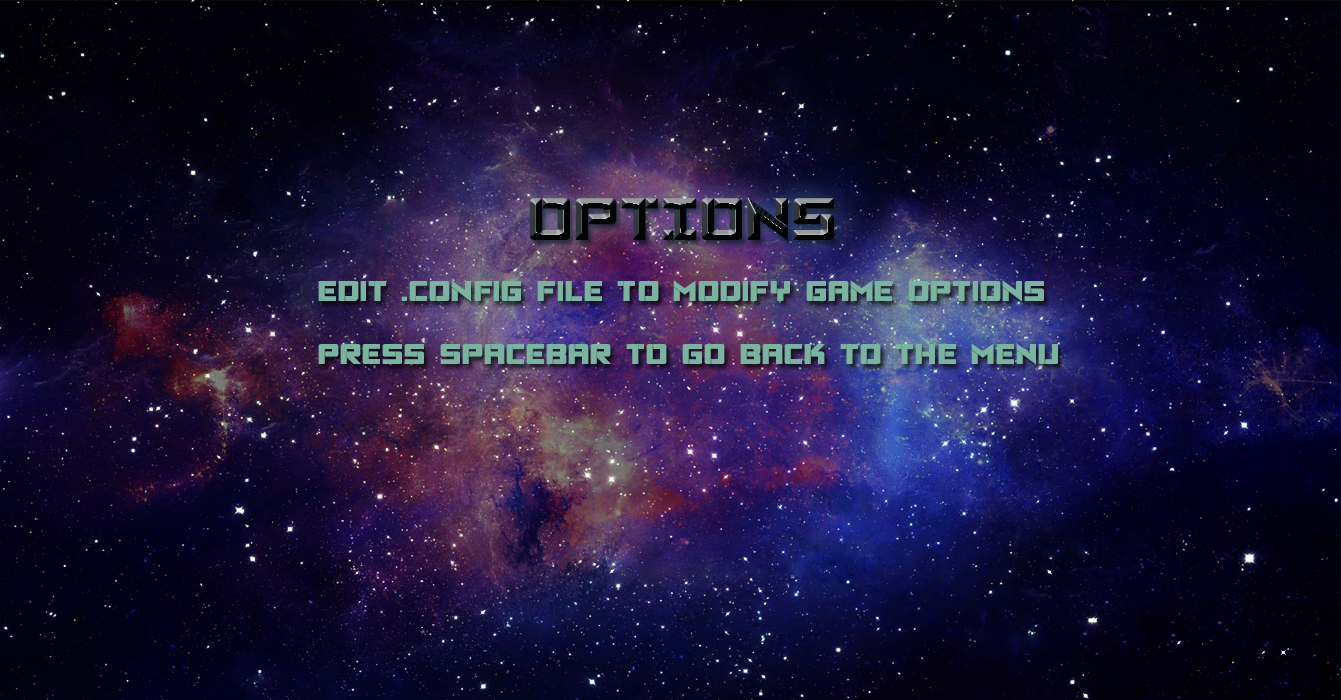 OPTIONS
EDIT .CONFIG FILE TO MODIFY GAME OPTIONS
PRESS SPACEBAR TO GO BACK TO THE MENU